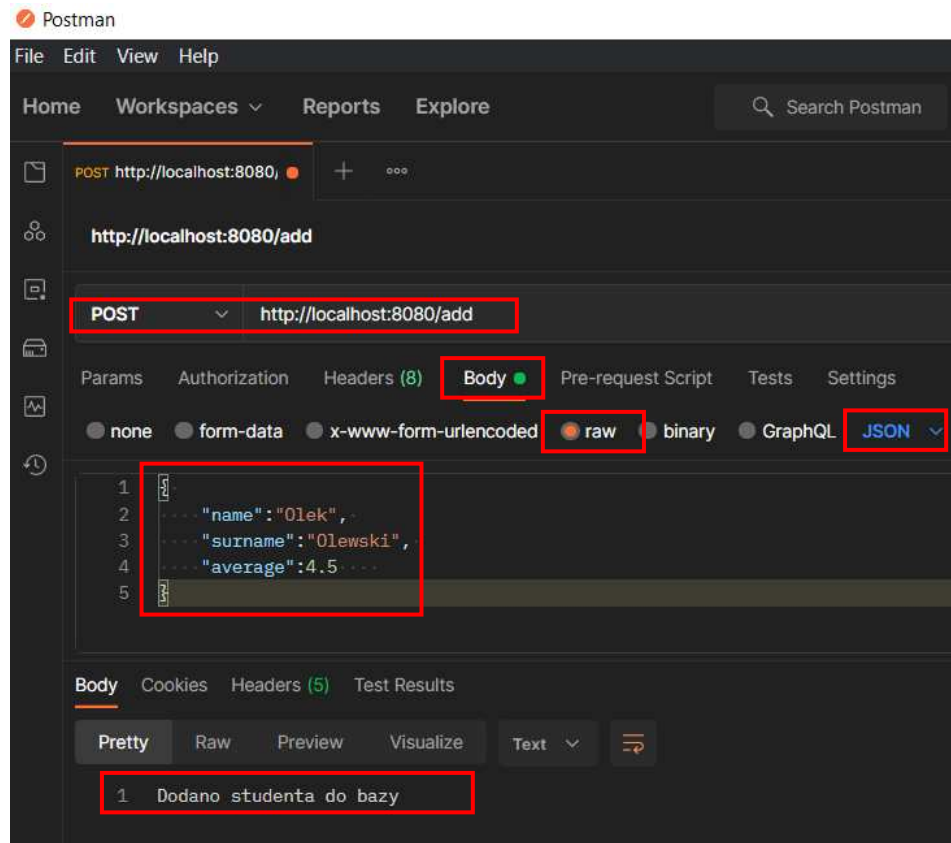 Postman
File Edit View Help
Home Workspaces Reports Explore Search Postman
POST http://localhost:8080/
http://localhost:8080/add
POST http://localhost:8080/add
Params Authorization Headers (8) Body Pre-request Script Tests Settings
none form-data x-www-form-urlencoded raw binary GraphQL JSON
1 {
2 "name":"Olek",
3 "surname":"Olewski",
4 "average":4.5
5 }
Body Cookies Headers (5) Test Results
Pretty Raw Preview Visualize Text
1 Dodano studenta do bazy